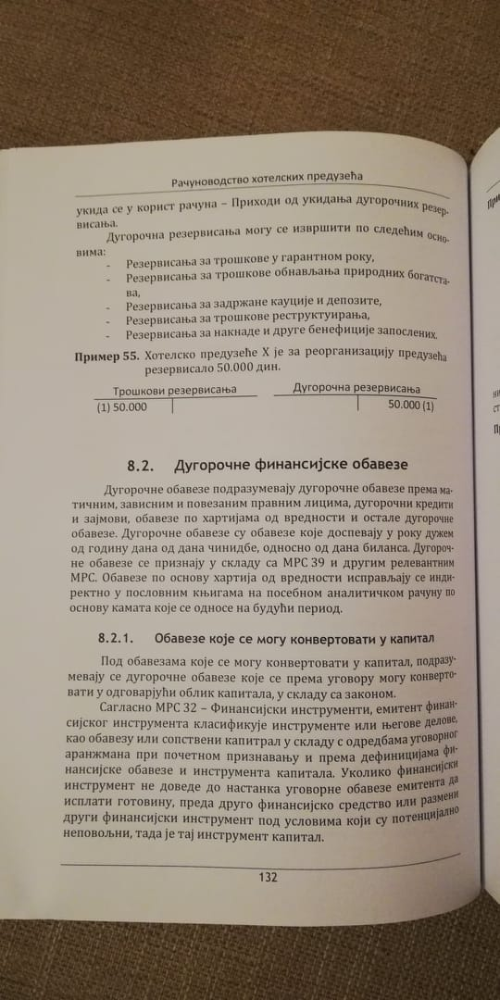 Рачуноводство хотелских предузећа
укида се у корист рачуна – Приходи од укидања дугорочних резер-
висања.
Дугорочна резервисања могу се извршити по следећим осно-
вима:
- Резервисања за трошкове у гарантном року,
- Резервисања за трошкове обнављања природних богатста-
ва,
- Резервисања за задржане кауције и депозите,
- Резервисања за трошкове реструктуирања,
- Резервисања за накнаде и друге бенефиције запослених.
Пример 55. Хотелско предузеће X је за реорганизацију предузећа
резервисало 50.000 дин.
Трошкови резервисања Дугорочна резервисања
(1) 50.000 50.000 (1)
8.2. Дугорочне финансијске обавезе
Дугорочне обавезе подразумевају дугорочне обавезе према ма-
тичним, зависним и повезаним правним лицима, дугорочни кредити
и зајмови, обавезе по хартијама од вредности и остале дугорочне
обавезе. Дугорочне обавезе су обавезе које доспевају у року дужем
од годину дана од дана чинидбе, односно од дана биланса. Дугороч-
не обавезе се признају у складу са МРС 39 и другим релевантним
МРС. Обавезе по основу хартија од вредности исправљају се инди-
ректно у пословним књигама на посебном аналитичком рачуну по
основу камата које се односе на будући период.
8.2.1. Обавезе које се могу конвертовати у капитал
Под обавезама које се могу конвертовати у капитал, подразу-
мевају се дугорочне обавезе које се према уговору могу конверто-
вати у одговарјући облик капитала, у складу са законом.
Сагласно МРС 32 – Финансијски инструменти, емитент финан-
сијског инструмента класификује инструменте или његове делове,
као обавезу или сопствени капитрал у складу с одредбама уговорног
аранжмана при почетном признавању и према дефиницијама фи-
нансијске обавезе и инструмента капитала. Уколико финансијски
инструмент не доведе до настанка уговорне обавезе емитента да
исплати готовину, преда друго финансијско средство или размени
други финансијски инструмент под условима који су потенцијално
неповољни, тада је тај инструмент капитал.
132